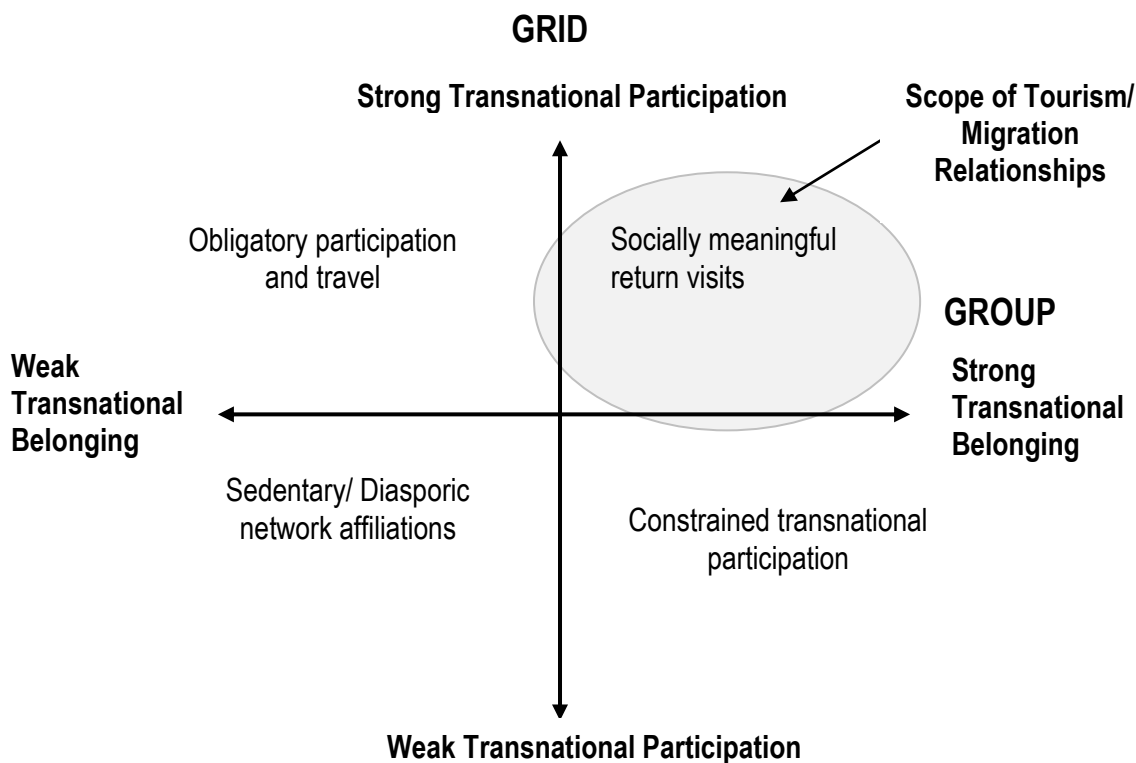 GRID
Strong Transnational Participation
Scope of Tourism/
Migration
Relationships
Obligatory participation
and travel
Socially meaningful
return visits
GROUP
Weak
Transnational
Belonging
Strong
Transnational
Belonging
Sedentary/ Diasporic
network affiliations
Constrained transnational
participation
Weak Transnational Participation